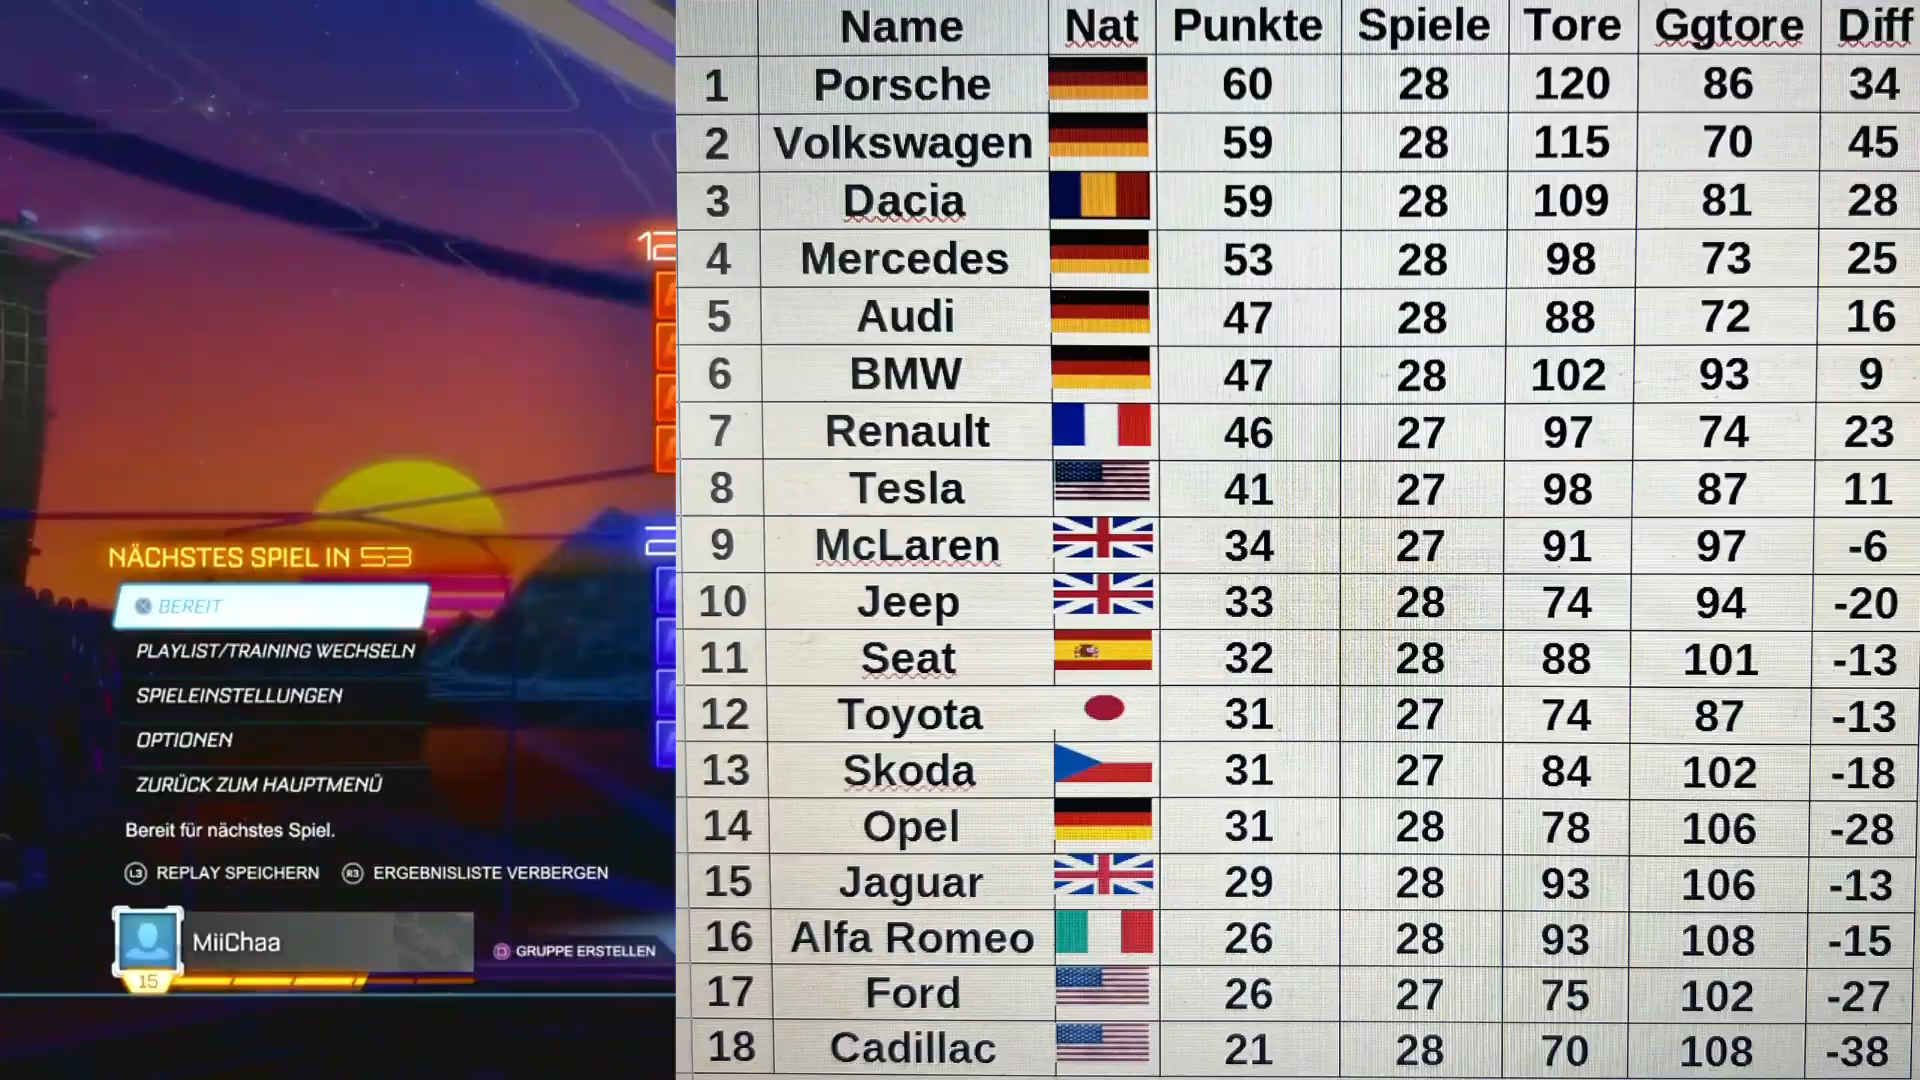 NÄCHSTES SPIEL IN 53
BEREIT
PLAYLIST/TRAINING WECHSELN
SPIELEINSTELLUNGEN
OPTIONEN
ZURÜCK ZUM HAUPTMENÜ
Bereit für nächstes Spiel.
L3 REPLAY SPEICHERN R3 ERGEBNISLISTE VERBERGEN
MiiChaa
15
GRUPPE ERSTELLEN
Name Nat Punkte Spiele Tore Ggtore Diff
1 Porsche 60 28 120 86 34
2 Volkswagen 59 28 115 70 45
3 Dacia 59 28 109 81 28
4 Mercedes 53 28 98 73 25
5 Audi 47 28 88 72 16
6 BMW 47 28 102 93 9
7 Renault 46 27 97 74 23
8 Tesla 41 27 98 87 11
9 McLaren 34 27 91 97 -6
10 Jeep 33 28 74 94 -20
11 Seat 32 28 88 101 -13
12 Toyota 31 27 74 87 -13
13 Skoda 31 27 84 102 -18
14 Opel 31 28 78 106 -28
15 Jaguar 29 28 93 106 -13
16 Alfa Romeo 26 28 93 108 -15
17 Ford 26 27 75 102 -27
18 Cadillac 21 28 70 108 -38